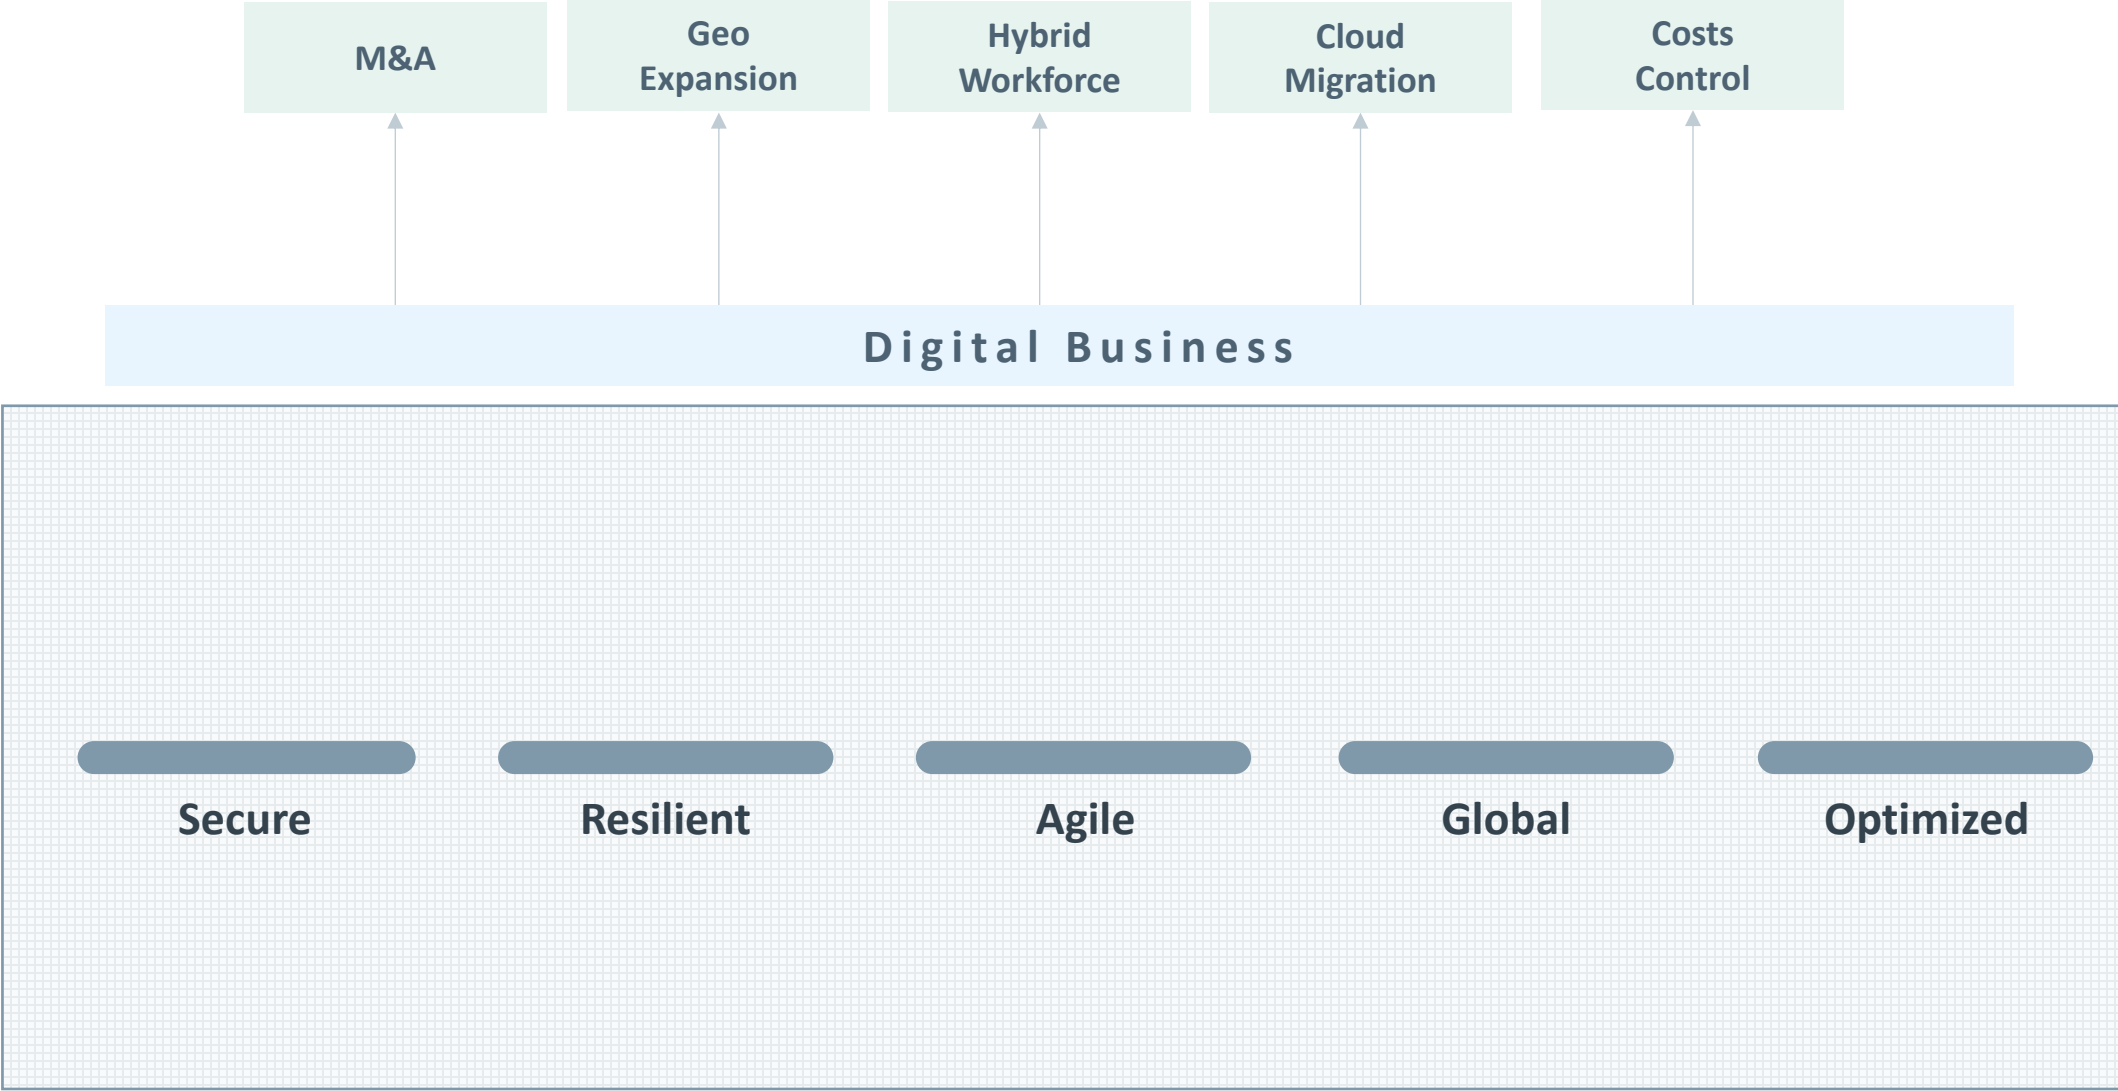 M&A
Geo
Expansion
Hybrid
Workforce
Cloud
Migration
Costs
Control
Digital Business
Secure
Resilient
Agile
Global
Optimized